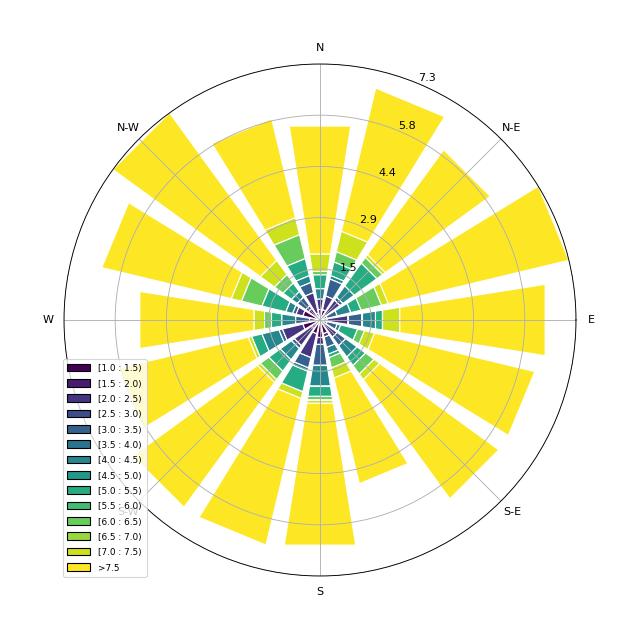 N
7.3
N-W
5.8
N-E
4.4
2.9
1.5
W
E
[1.0 : 1.5)
[1.5 : 2.0)
[2.0 : 2.5)
[2.5 : 3.0)
[3.0 : 3.5)
[3.5 : 4.0)
[4.0 : 4.5)
[4.5 : 5.0)
[5.0 : 5.5)
[5.5 : 6.0)
[6.0 : 6.5)
[6.5 : 7.0)
[7.0 : 7.5)
>7.5
S-W
S-E
S